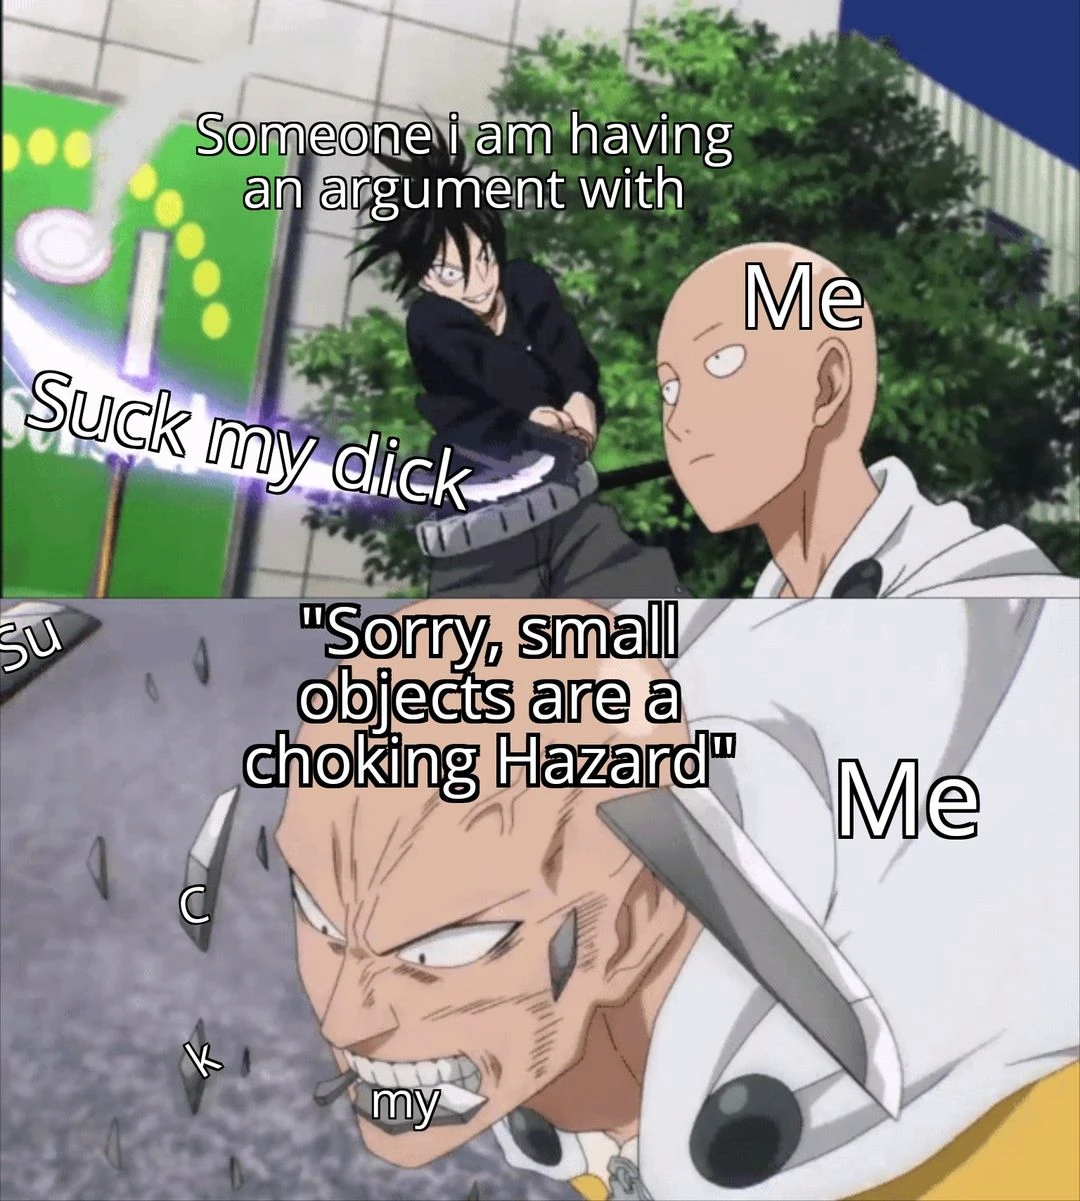 Someone i am having
an argument with
Me
Suck my dick
"Sorry, small
objects are a
choking Hazard"
Su
Me
c
k
my